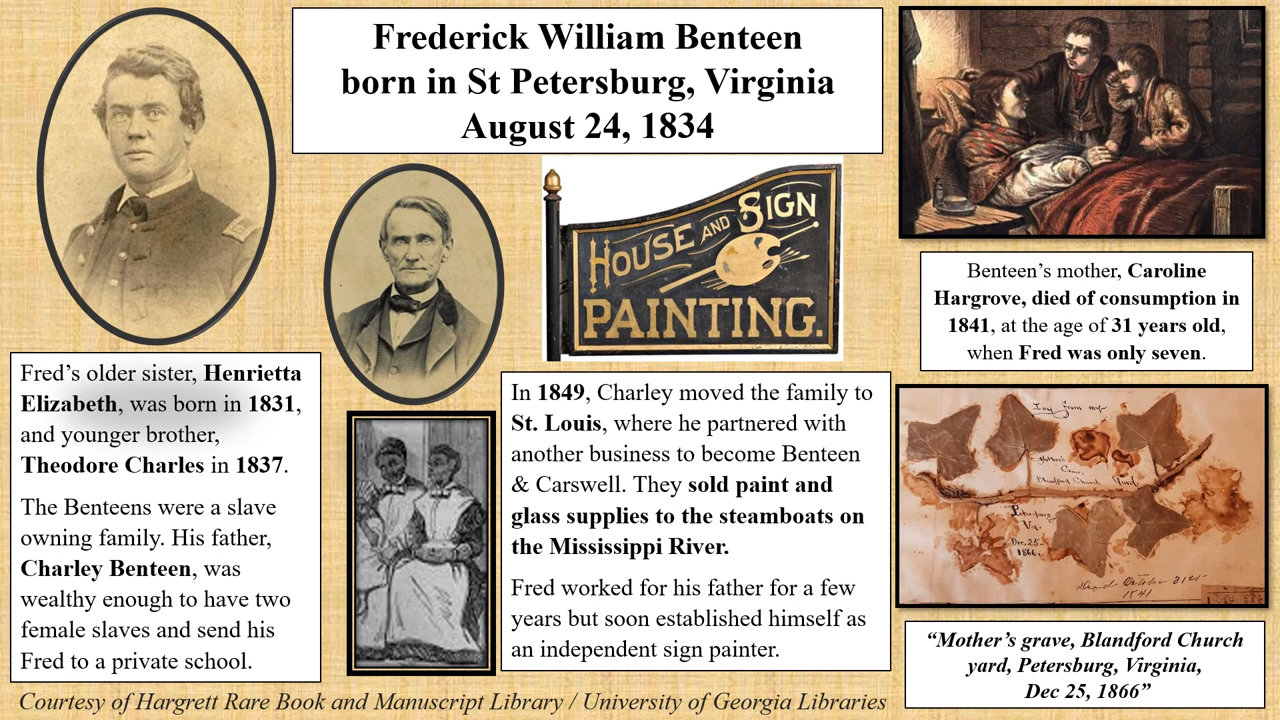 Frederick William Benteen
born in St Petersburg, Virginia
August 24, 1834
HOUSE AND SIGN
PAINTING.
Benteen’s mother, Caroline
Hargrove, died of consumption in
1841, at the age of 31 years old,
when Fred was only seven.
Fred’s older sister, Henrietta
Elizabeth, was born in 1831,
and younger brother,
Theodore Charles in 1837.
The Benteens were a slave
owning family. His father,
Charley Benteen, was
wealthy enough to have two
female slaves and send his
Fred to a private school.
In 1849, Charley moved the family to
St. Louis, where he partnered with
another business to become Benteen
& Carswell. They sold paint and
glass supplies to the steamboats on
the Mississippi River.
Fred worked for his father for a few
years but soon established himself as
an independent sign painter.
Ivy from my
Mother's
Grave,
Blandford Church Yard
Petersburg
Va.
Dec. 25
1866.
Died October 31st
1841
“Mother’s grave, Blandford Church
yard, Petersburg, Virginia,
Dec 25, 1866”
Courtesy of Hargrett Rare Book and Manuscript Library / University of Georgia Libraries